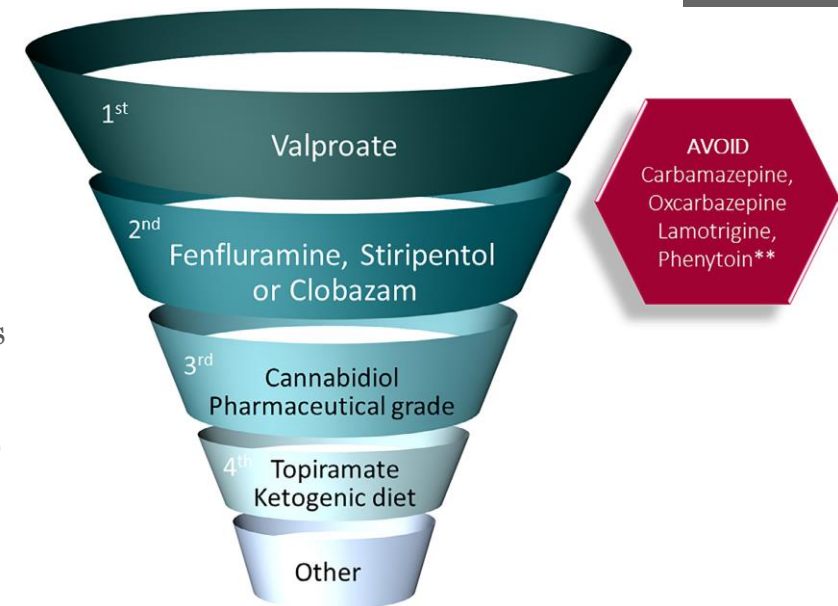 1st
Valproate
2nd
Fenfluramine, Stiripentol
or Clobazam
3rd
Cannabidiol
Pharmaceutical grade
4th
Topiramate
Ketogenic diet
Other
AVOID
Carbamazepine,
Oxcarbazepine
Lamotrigine,
Phenytoin**
s